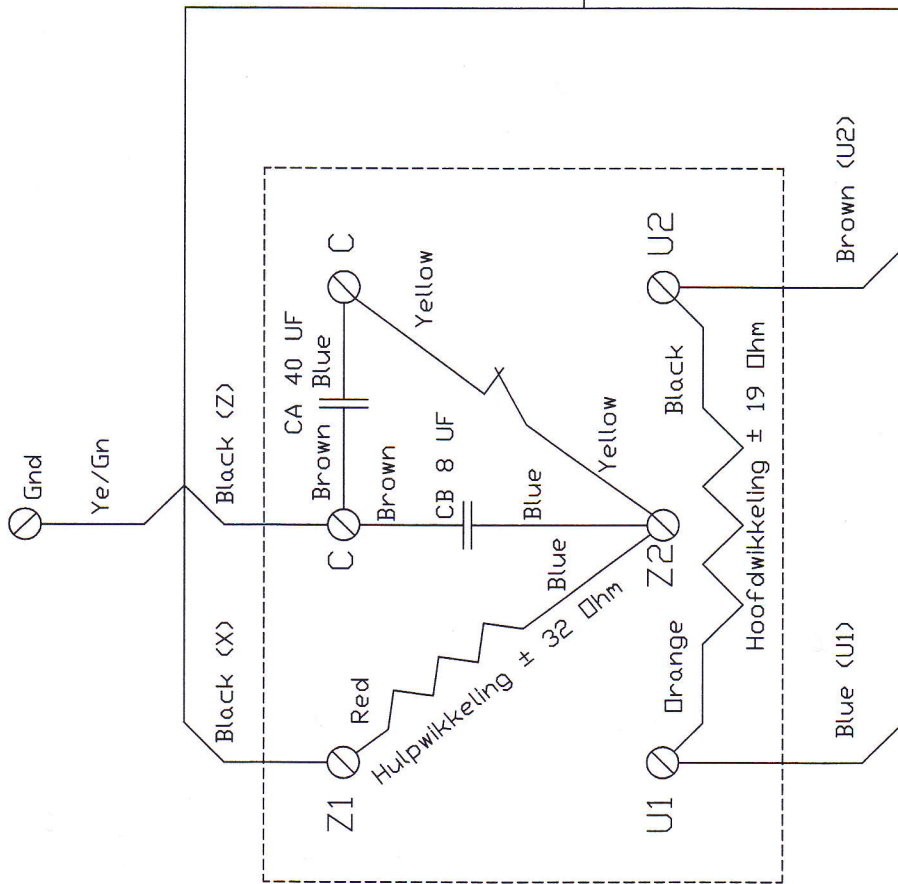 Gnd
Ye/Gn
Black (X)
Black (Z)
CA 40 UF
Z1
C
Brown
Blue
C
Red
Brown
CB 8 UF
Yellow
Hulpwikkeling ± 32 Ohm
Blue
Blue
Yellow
U1
Z2
U2
Orange
Black
Hoofdwikkeling ± 19 Ohm
Blue (U1)
Brown (U2)